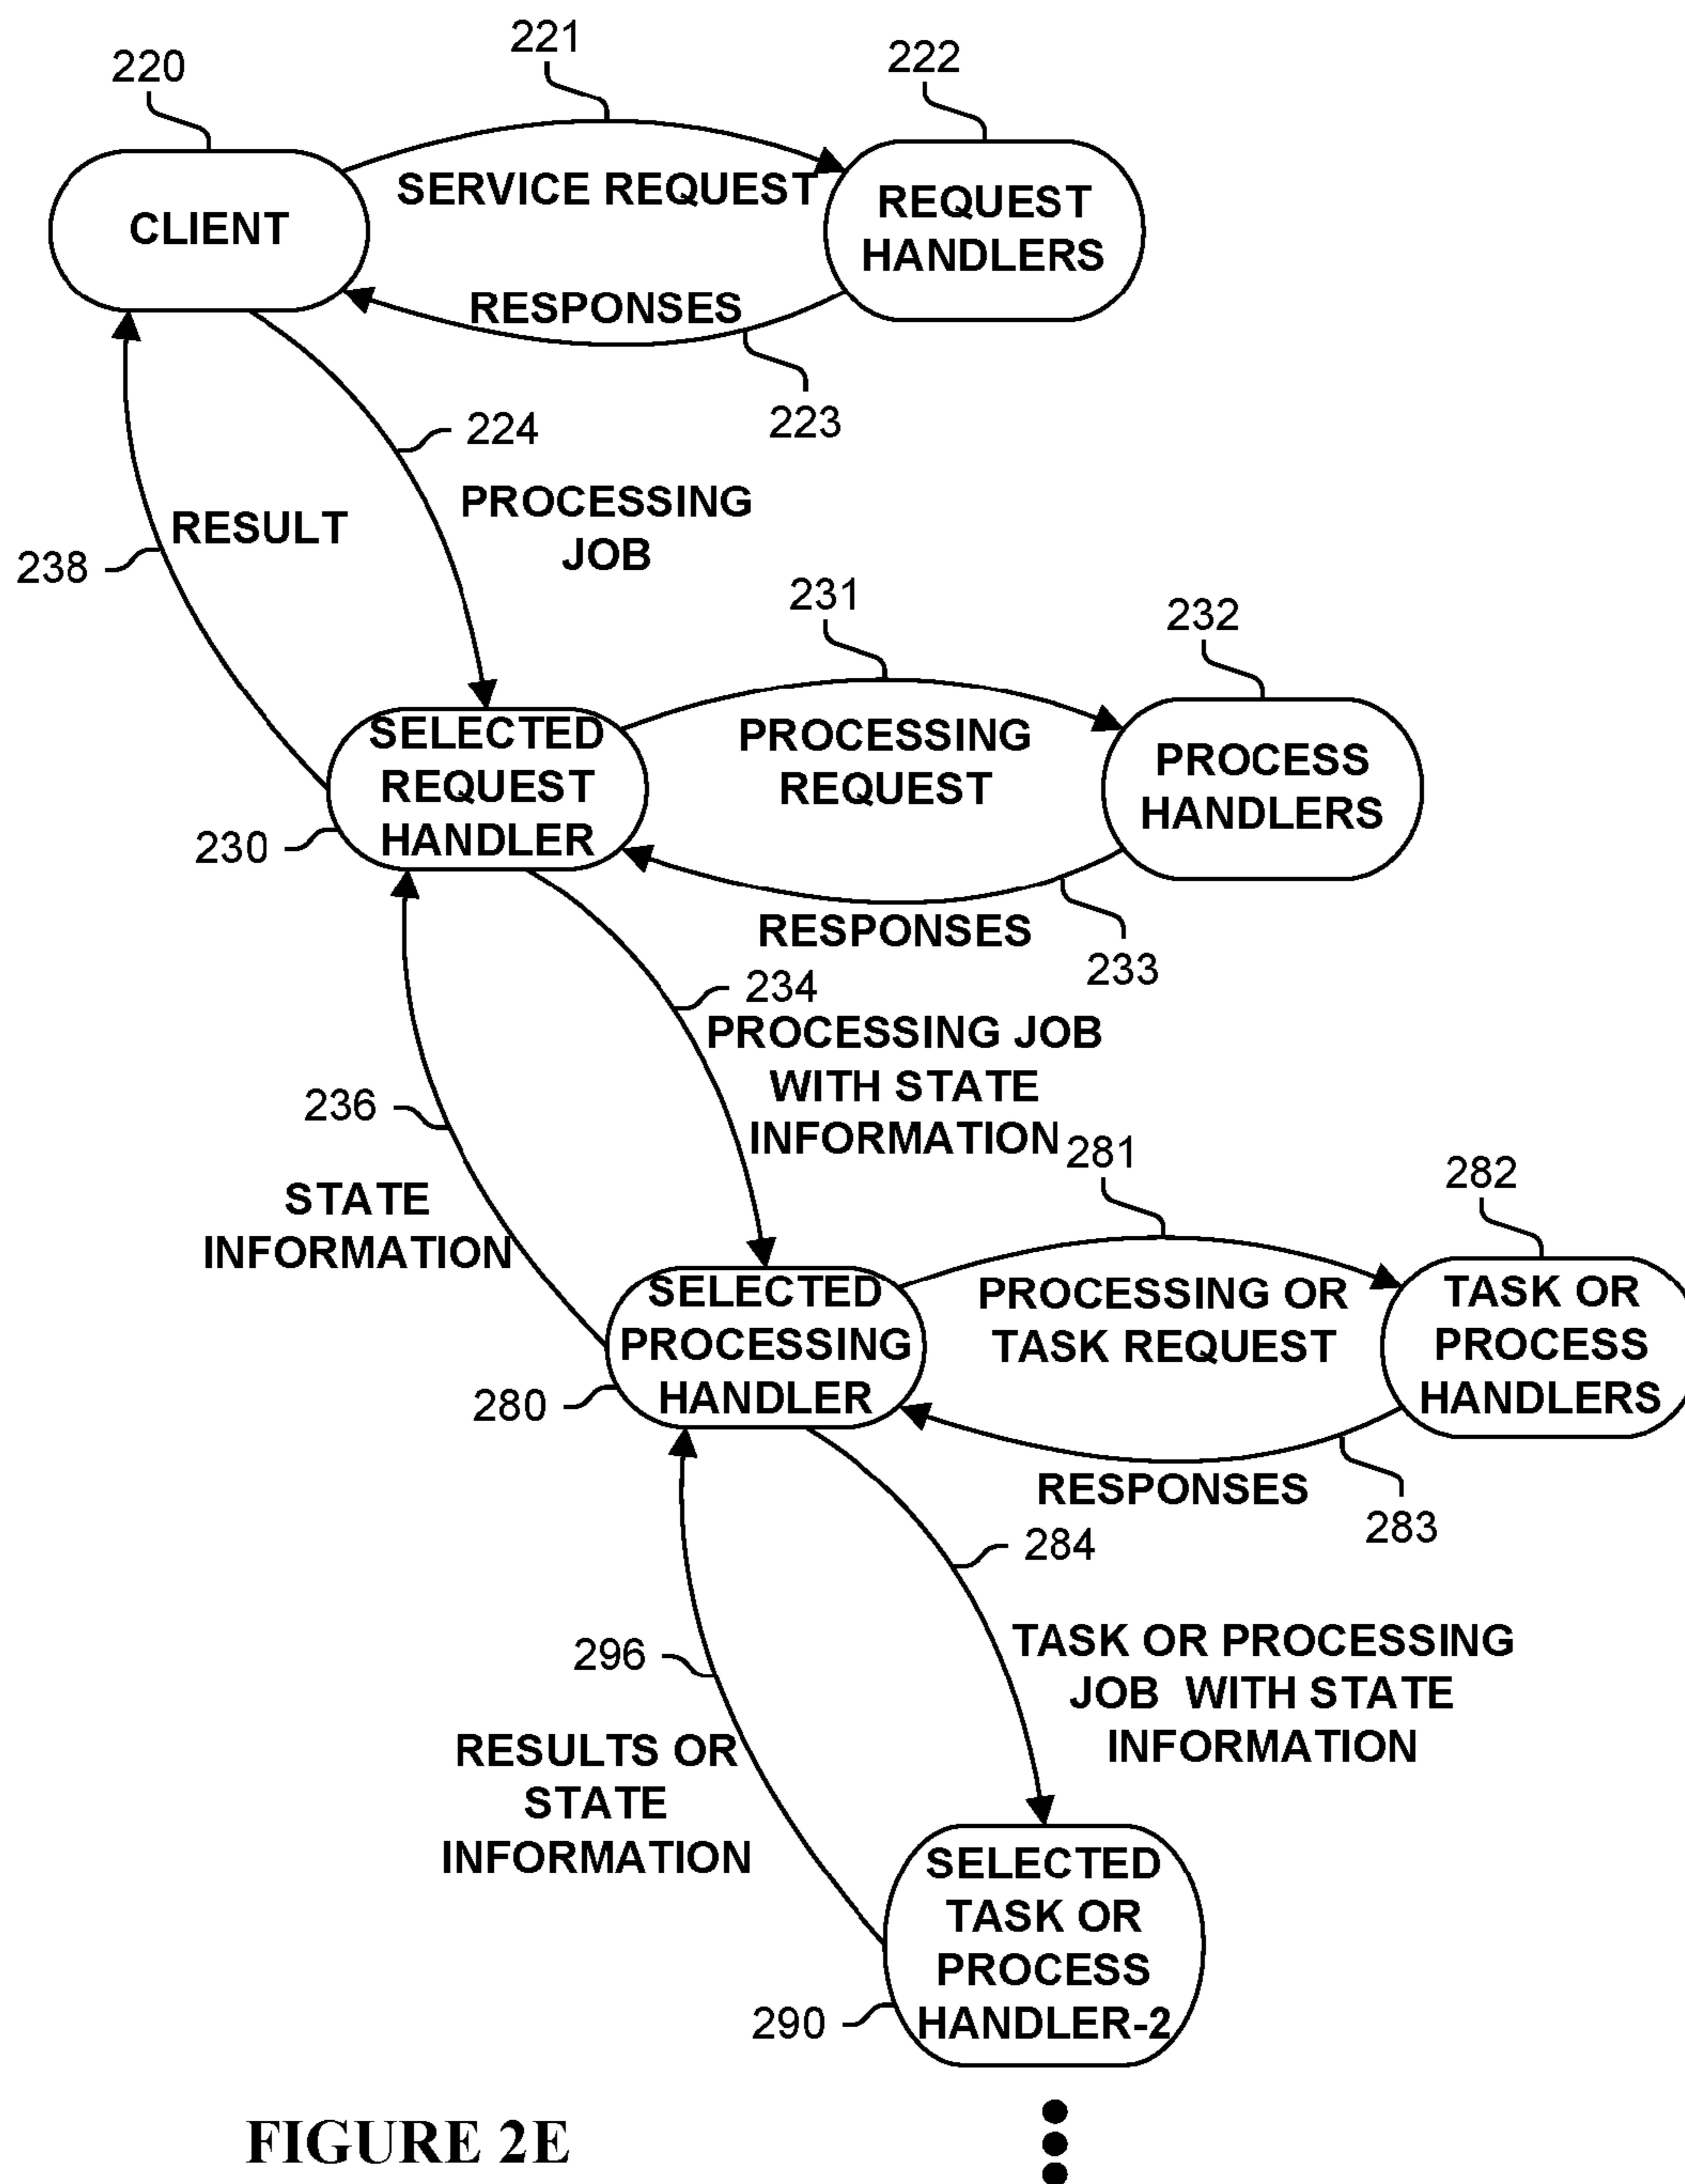 221
220
222
SERVICE REQUEST
CLIENT
REQUEST
HANDLERS
RESPONSES
223
224
PROCESSING
JOB
RESULT
238
231
232
SELECTED
REQUEST
HANDLER
230
PROCESSING
REQUEST
PROCESS
HANDLERS
RESPONSES
233
234
PROCESSING JOB
WITH STATE
INFORMATION
236
STATE
INFORMATION
281
282
SELECTED
PROCESSING
HANDLER
280
PROCESSING OR
TASK REQUEST
TASK OR
PROCESS
HANDLERS
RESPONSES
283
284
TASK OR PROCESSING
JOB WITH STATE
INFORMATION
296
RESULTS OR
STATE
INFORMATION
SELECTED
TASK OR
PROCESS
HANDLER-2
290
FIGURE 2E